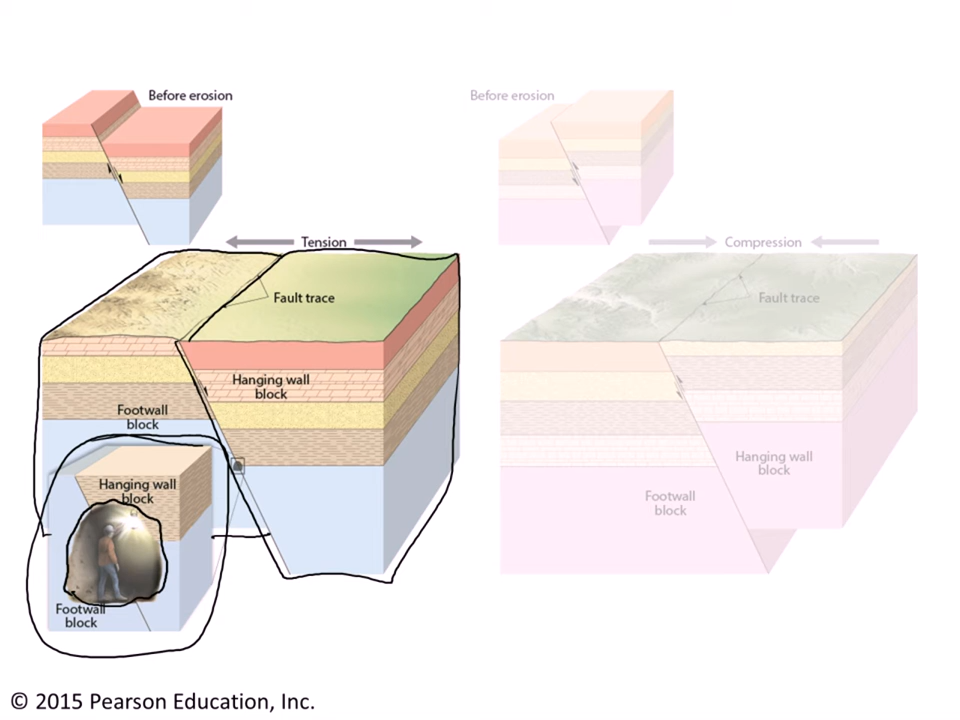 Before erosion
Before erosion
Tension
Compression
Fault trace
Fault trace
Hanging wall
block
Footwall
block
Hanging wall
block
Hanging wall
block
Footwall
block
Footwall
block
© 2015 Pearson Education, Inc.